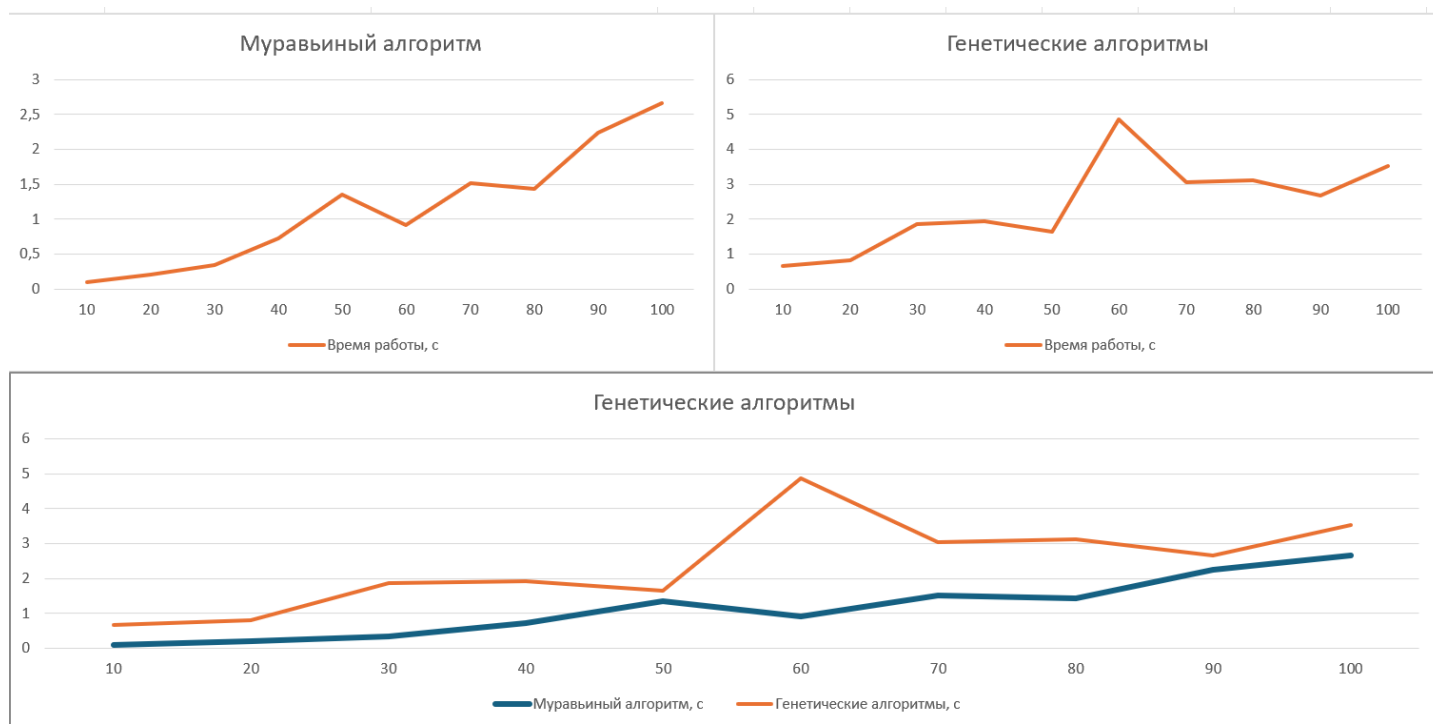 Муравьиный алгоритм
3
2,5
2
1,5
1
0,5
0
10 20 30 40 50 60 70 80 90 100
Время работы, с
Генетические алгоритмы
6
5
4
3
2
1
0
10 20 30 40 50 60 70 80 90 100
Время работы, с
Генетические алгоритмы
6
5
4
3
2
1
0
10 20 30 40 50 60 70 80 90 100
Муравьиный алгоритм, с Генетические алгоритмы, с